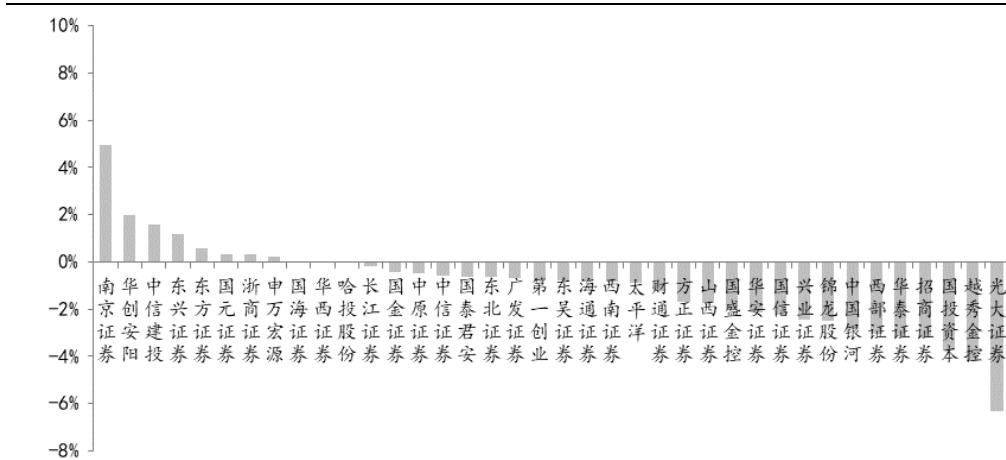 10%
8%
6%
4%
2%
0%
-2%
-4%
-6%
-8%
南京证券
华创安阳
中信建投
东兴证券
东方证券
国元证券
浙商证券
申万宏源
国海证券
华西证券
哈投股份
长江证券
国金证券
中原证券
中信证券
国泰君安
东北证券
广发证券
第一创业
东吴证券
海通证券
西南证券
太平洋
财通证券
方正证券
山西证券
国盛金控
华安证券
国信证券
兴业证券
锦龙股份
中国银河
西部证券
华泰证券
招商证券
国投资本
越秀金控
光大证券